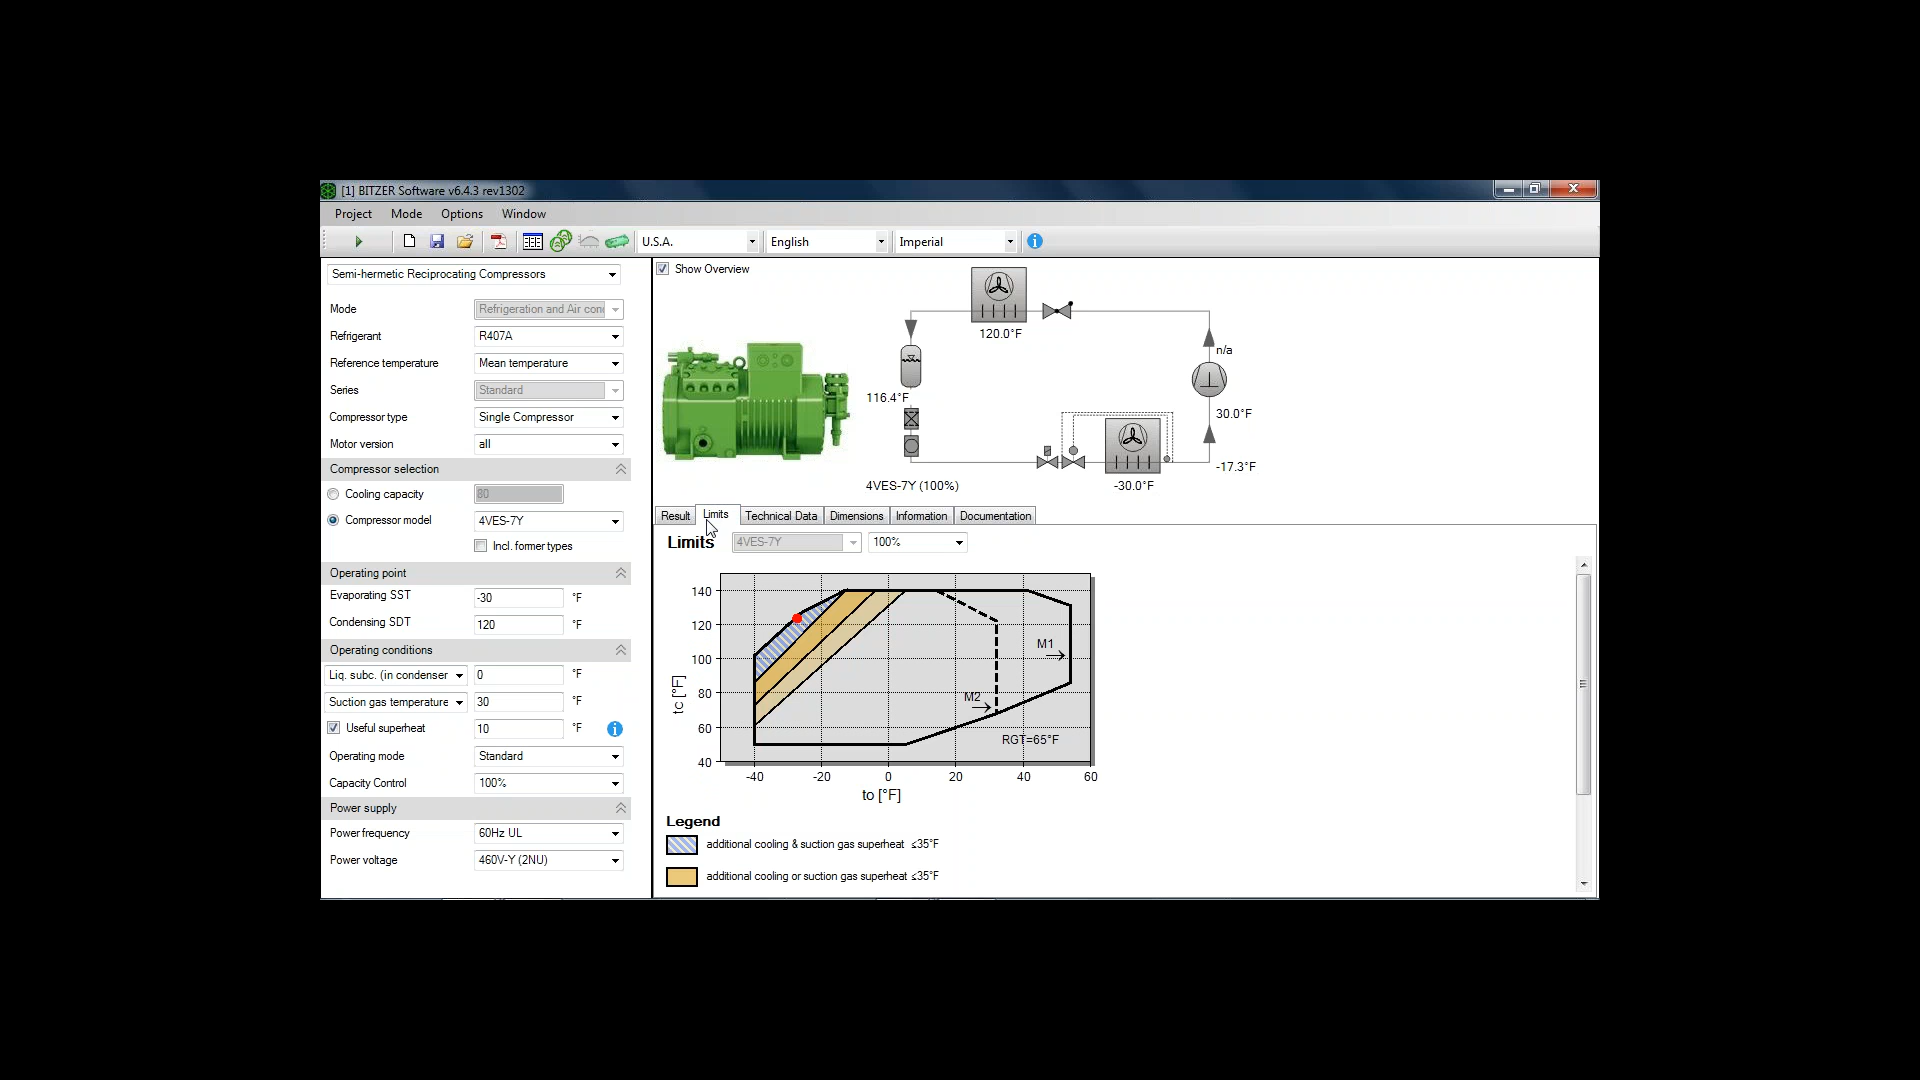 [1] BITZER Software v6.4.3 rev1302
Project Mode Options Window
U.S.A. English Imperial
Semi-hermetic Reciprocating Compressors
Mode Refrigeration and Air con
Refrigerant R407A
Reference temperature Mean temperature
Series Standard
Compressor type Single Compressor
Motor version all
Compressor selection
Cooling capacity 80
Compressor model 4VES-7Y
Incl. former types
Operating point
Evaporating SST -30 °F
Condensing SDT 120 °F
Operating conditions
Liq. subc. (in condenser 0 °F
Suction gas temperature 30 °F
Useful superheat 10 °F
Operating mode Standard
Capacity Control 100%
Power supply
Power frequency 60Hz UL
Power voltage 460V-Y (2NU)
Show Overview
120.0°F
n/a
116.4°F
30.0°F
-17.3°F
4VES-7Y (100%)
-30.0°F
Result Limits Technical Data Dimensions Information Documentation
Limits 4VES-7Y 100%
140
120
100
80
60
40
tc [°F]
M1
M2
RGT=65°F
-40 -20 0 20 40 60
to [°F]
Legend
additional cooling & suction gas superheat ≤35°F
additional cooling or suction gas superheat ≤35°F